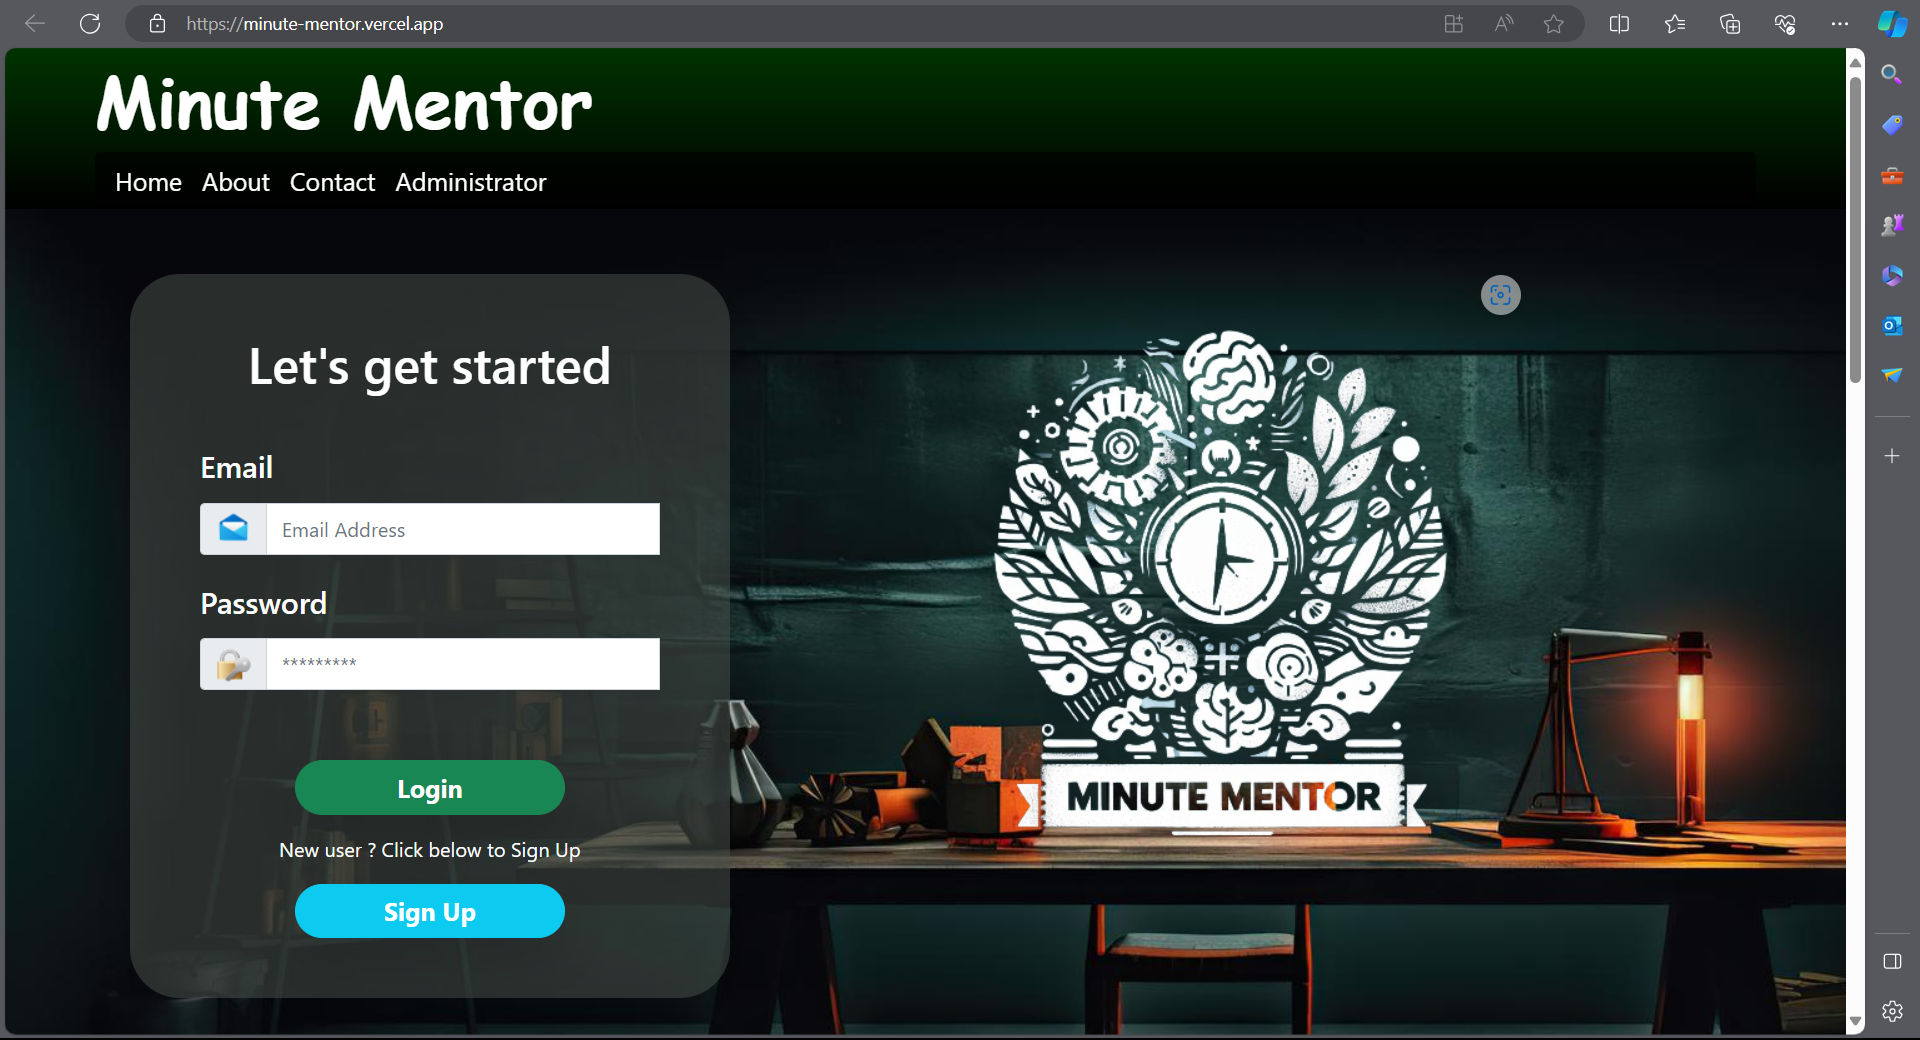 https://minute-mentor.vercel.app
Minute Mentor
Home About Contact Administrator
Let's get started
Email
Email Address
Password
*********
Login
New user ? Click below to Sign Up
Sign Up
MINUTE MENTOR